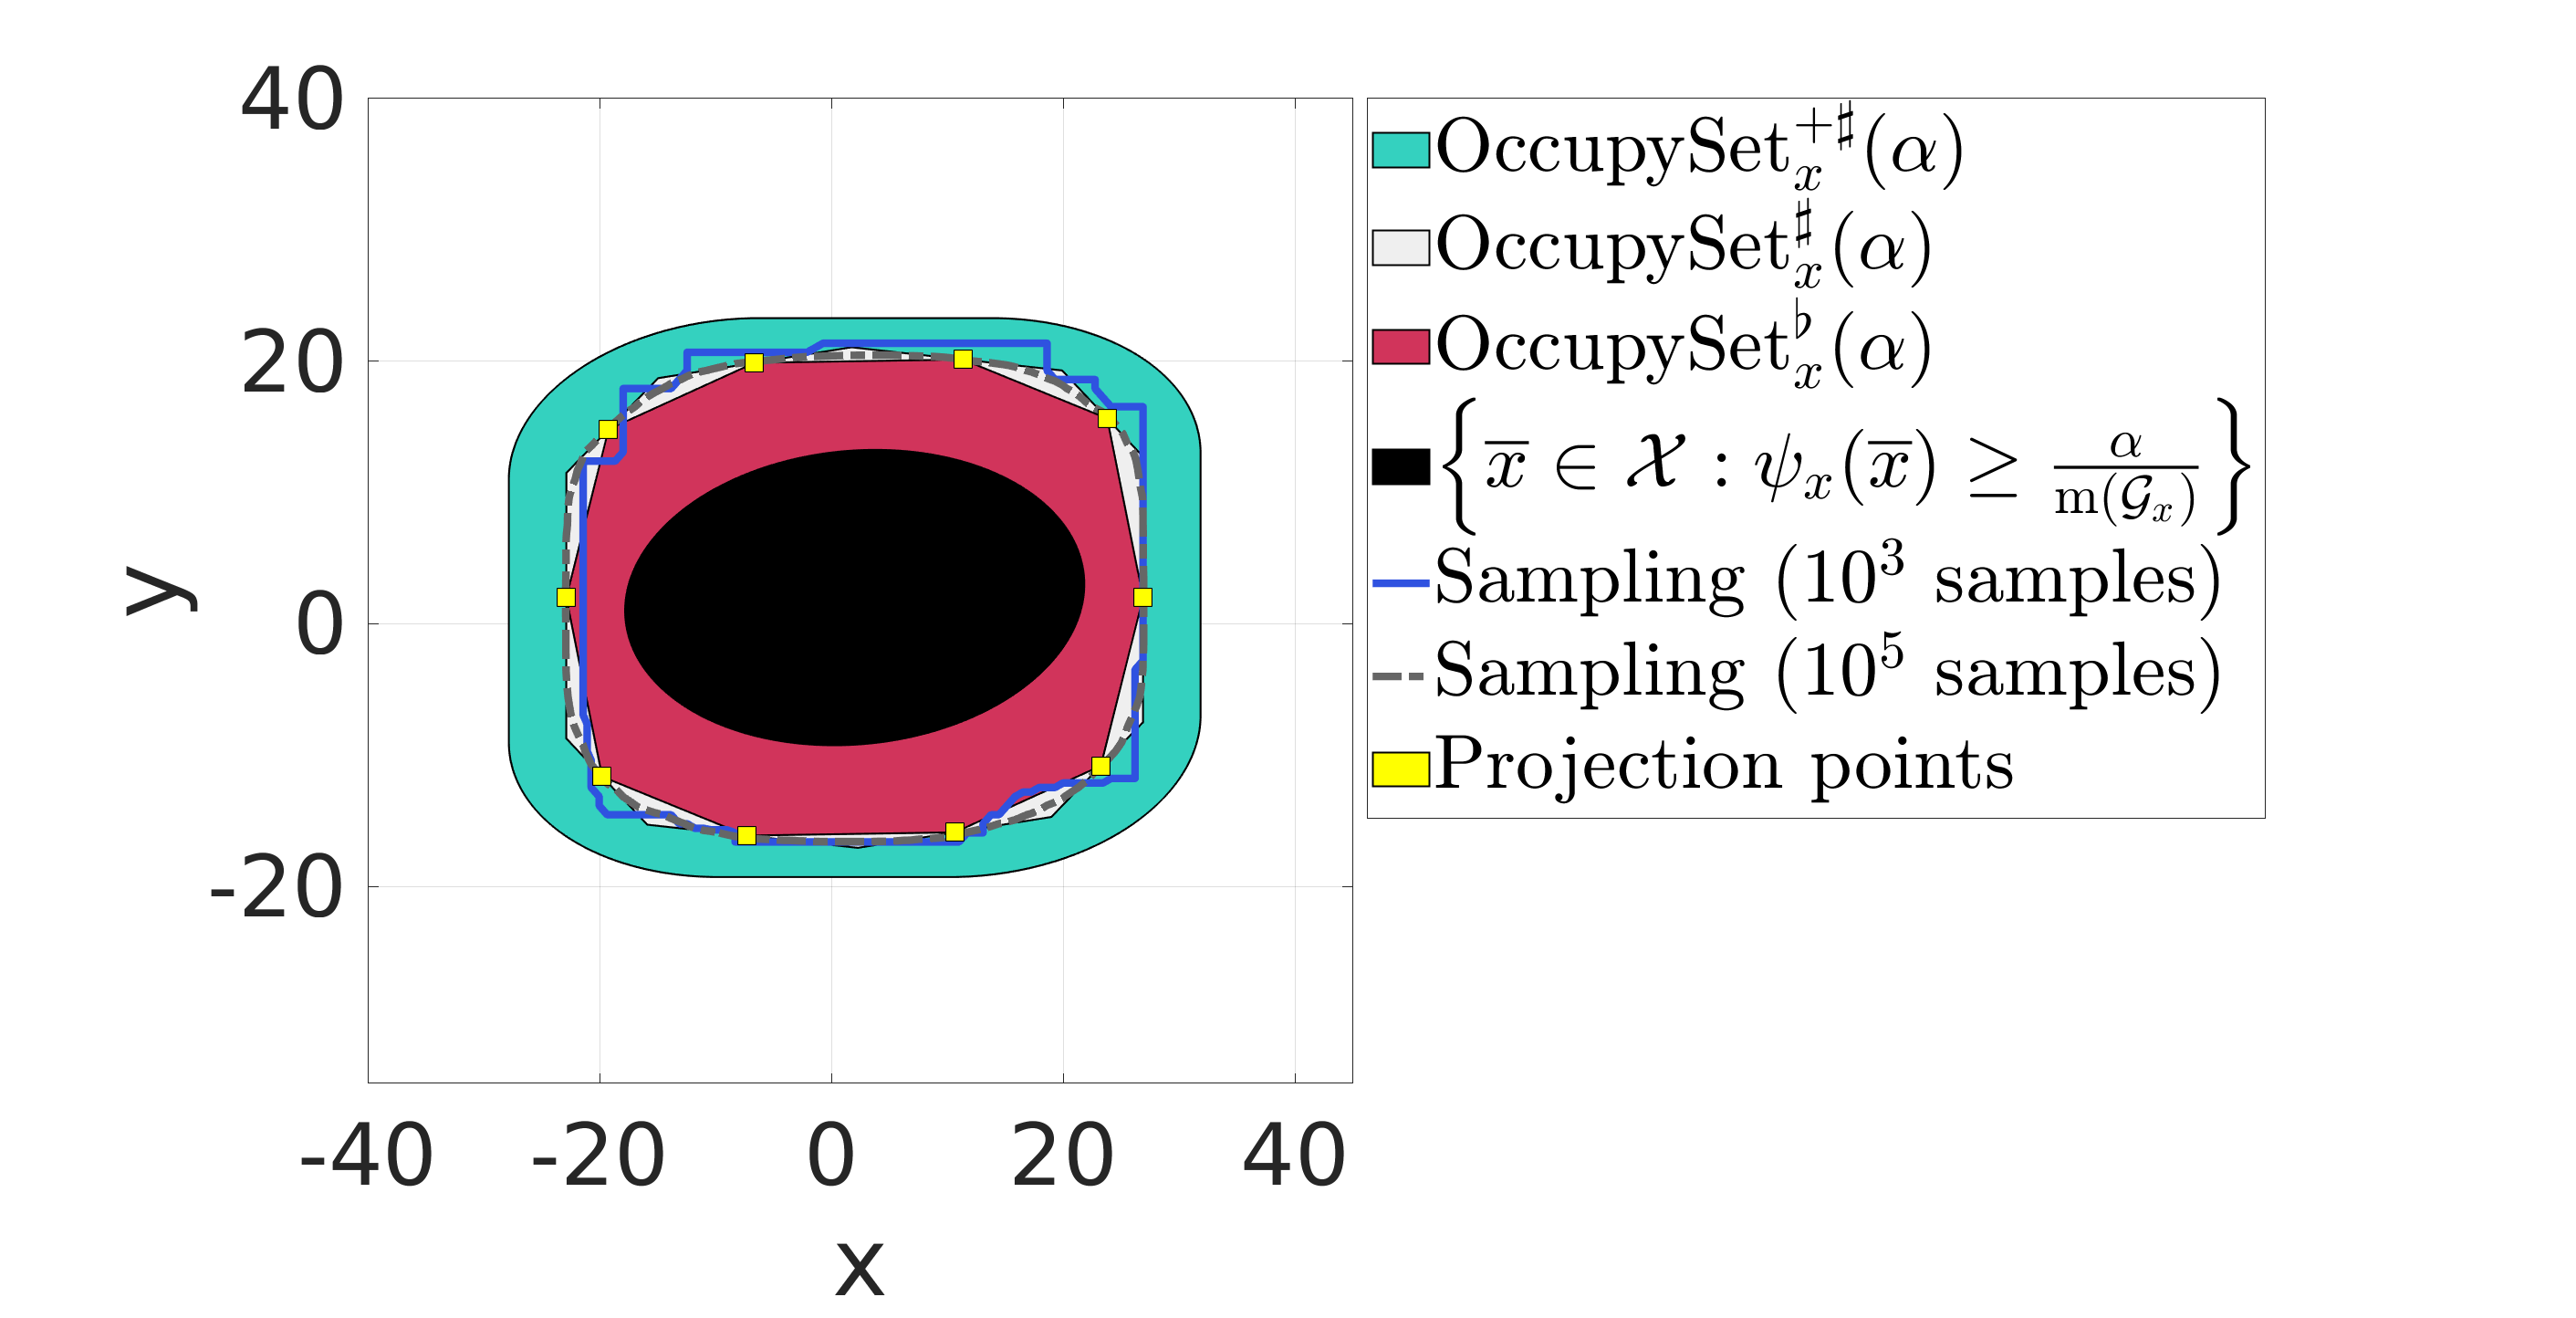 40
20
0
-20
-40 -20 0 20 40
x
y
OccupySet$_x^{+\sharp}(\alpha)$
OccupySet$_x^{\sharp}(\alpha)$
OccupySet$_x^{\flat}(\alpha)$
$\left\{\overline{x} \in \mathcal{X} : \psi_x(\overline{x}) \geq \frac{\alpha}{\mathrm{m}(\mathcal{G}_x)}\right\}$
Sampling ($10^3$ samples)
Sampling ($10^5$ samples)
Projection points